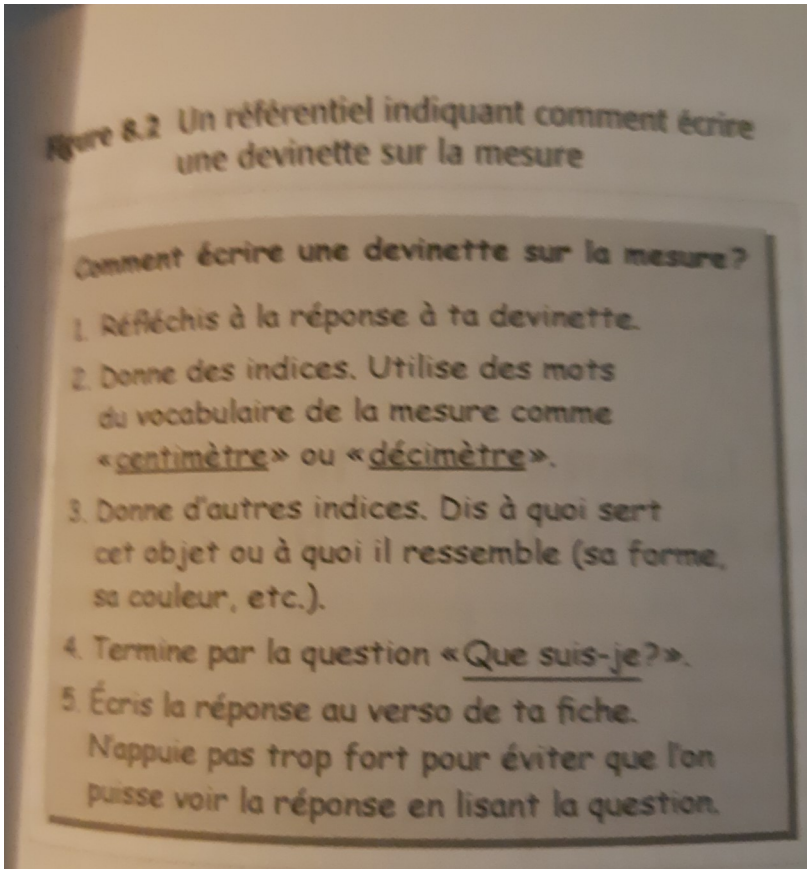 Figure 8.2 Un référentiel indiquant comment écrire
une devinette sur la mesure
Comment écrire une devinette sur la mesure?
1. Réfléchis à la réponse à ta devinette.
2. Donne des indices. Utilise des mots
du vocabulaire de la mesure comme
«centimètre» ou «décimètre».
3. Donne d'autres indices. Dis à quoi sert
cet objet ou à quoi il ressemble (sa forme,
sa couleur, etc.).
4. Termine par la question «Que suis-je?».
5. Écris la réponse au verso de ta fiche.
N'appuie pas trop fort pour éviter que l'on
puisse voir la réponse en lisant la question.